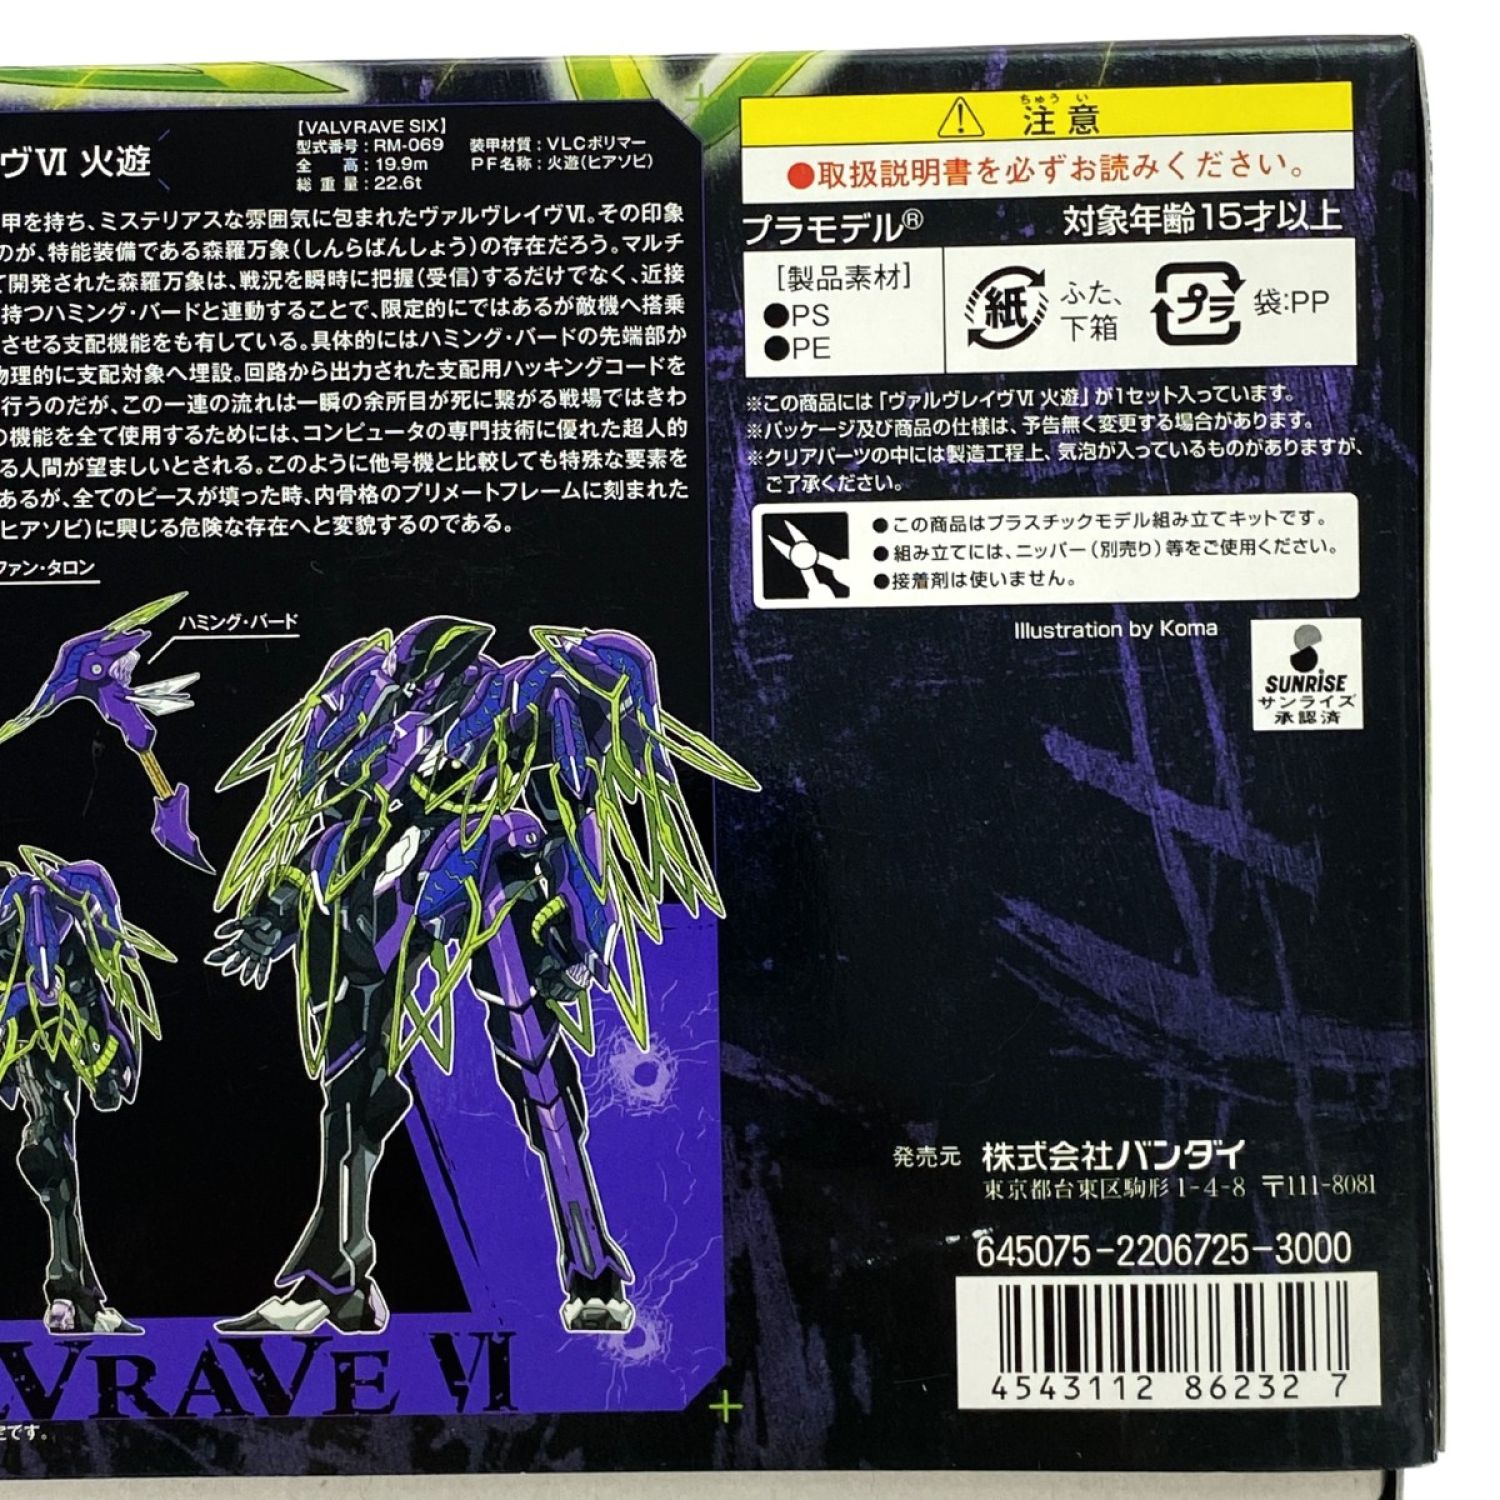 ヴⅥ 火遊
【VALVRAVE SIX】
型式番号:RM-069 装甲材質:VLCポリマー
全高:19.9m PF名称:火遊(ヒアソビ)
総重量:22.6t
甲を持ち、ミステリアスな雰囲気に包まれたヴァルヴレイヴⅥ。その印象
のが、特能装備である森羅万象(しんらばんしょう)の存在だろう。マルチ
て開発された森羅万象は、戦況を瞬時に把握(受信)するだけでなく、近接
持つハミング・バードと連動することで、限定的にではあるが敵機へ搭乗
させる支配機能をも有している。具体的にはハミング・バードの先端部か
物理的に支配対象へ埋設。回路から出力された支配用ハッキングコードを
行うのだが、この一連の流れは一瞬の余所目が死に繋がる戦場ではきわ
の機能を全て使用するためには、コンピュータの専門技術に優れた超人的
る人間が望ましいとされる。このように他号機と比較しても特殊な要素を
あるが、全てのピースが填った時、内骨格のプリメートフレームに刻まれた
ヒアソビ)に興じる危険な存在へと変貌するのである。
ファン・タロン
ハミング・バード
VRAVE VI
定です。
ちゅう い
注意
●取扱説明書を必ずお読みください。
プラモデル® 対象年齢15才以上
[製品素材]
●PS
●PE
紙 ふた、
下箱
プラ 袋:PP
※この商品には「ヴァルヴレイヴⅥ 火遊」が1セット入っています。
※パッケージ及び商品の仕様は、予告無く変更する場合があります。
※クリアパーツの中には製造工程上、気泡が入っているものがありますが、
ご了承ください。
●この商品はプラスチックモデル組み立てキットです。
●組み立てには、ニッパー(別売り)等をご使用ください。
●接着剤は使いません。
Illustration by Koma
SUNRISE
サンライズ
承認済
発売元 株式会社バンダイ
東京都台東区駒形1-4-8 〒111-8081
645075-2206725-3000
4543112 86232 7